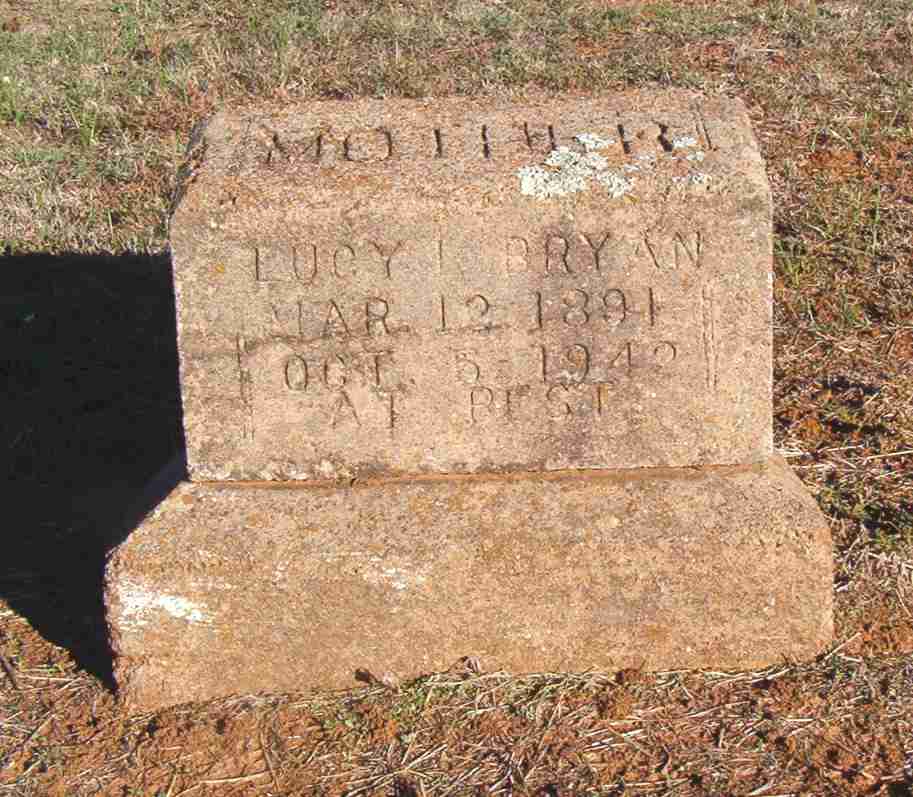 MOTHER
LUCY BRYAN
MAR. 12 1891
OCT. 5 1942
AT REST